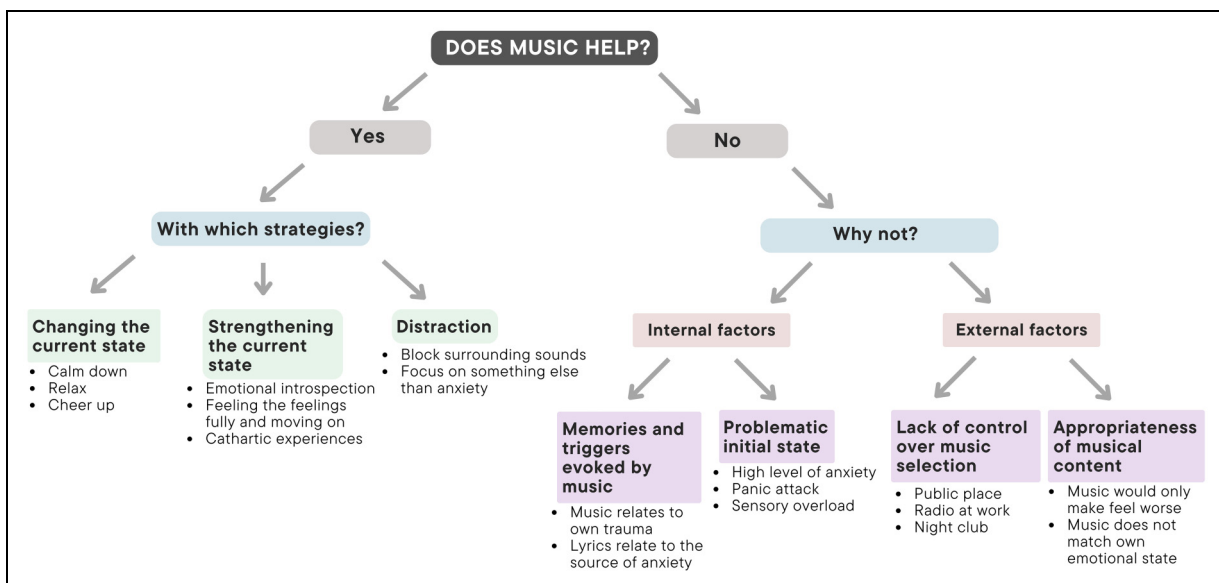 DOES MUSIC HELP?
Yes
No
With which strategies?
Why not?
Changing the
current state
• Calm down
• Relax
• Cheer up
Strengthening
the current
state
• Emotional introspection
• Feeling the feelings
fully and moving on
• Cathartic experiences
Distraction
• Block surrounding sounds
• Focus on something else
than anxiety
Internal factors
External factors
Memories and
triggers
evoked by
music
• Music relates to
own trauma
• Lyrics relate to the
source of anxiety
Problematic
initial state
• High level of anxiety
• Panic attack
• Sensory overload
Lack of control
over music
selection
• Public place
• Radio at work
• Night club
Appropriateness
of musical
content
• Music would only
make feel worse
• Music does not
match own
emotional state